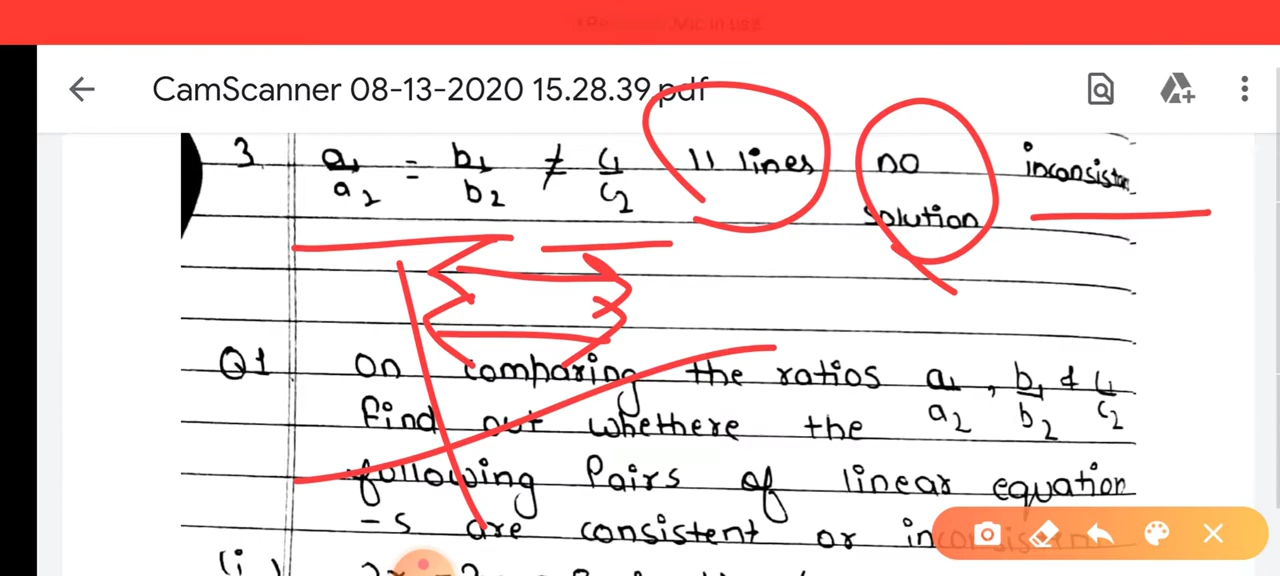 CamScanner 08-13-2020 15.28.39.pdf
3 a1/a2 = b1/b2 ≠ c1/c2 11 lines no solution
Q1 On comparing the ratios a1/a2, b1/b2 & c1/c2
find out whethere the
following Pairs of linear equation
-s are consistent or
(i)